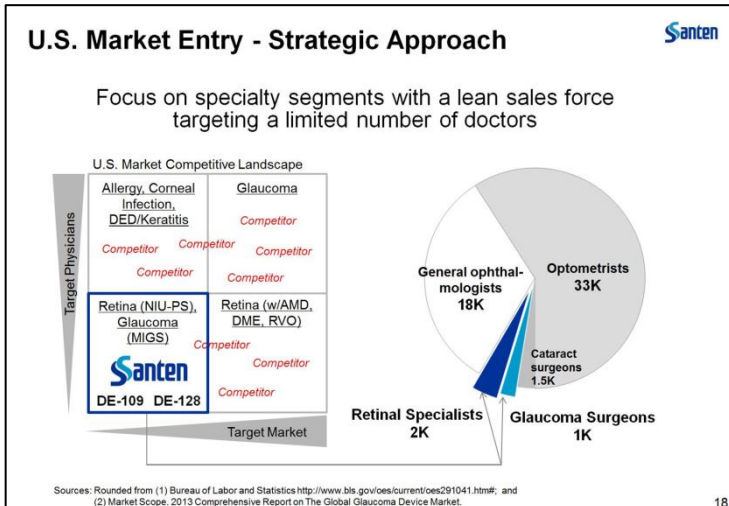 U.S. Market Entry - Strategic Approach
Santen
Focus on specialty segments with a lean sales force
targeting a limited number of doctors
U.S. Market Competitive Landscape
Target Physicians
Allergy, Corneal
Infection,
DED/Keratitis
Competitor
Competitor
Competitor
Glaucoma
Competitor
Competitor
Competitor
Retina (NIU-PS),
Glaucoma
(MIGS)
Santen
DE-109 DE-128
Retina (w/AMD,
DME, RVO)
Competitor
Competitor
Competitor
Target Market
General ophthal-
mologists
18K
Optometrists
33K
Cataract
surgeons
1.5K
Retinal Specialists
2K
Glaucoma Surgeons
1K
Sources: Rounded from (1) Bureau of Labor and Statistics http://www.bls.gov/oes/current/oes291041.htm#; and
(2) Market Scope, 2013 Comprehensive Report on The Global Glaucoma Device Market.
18